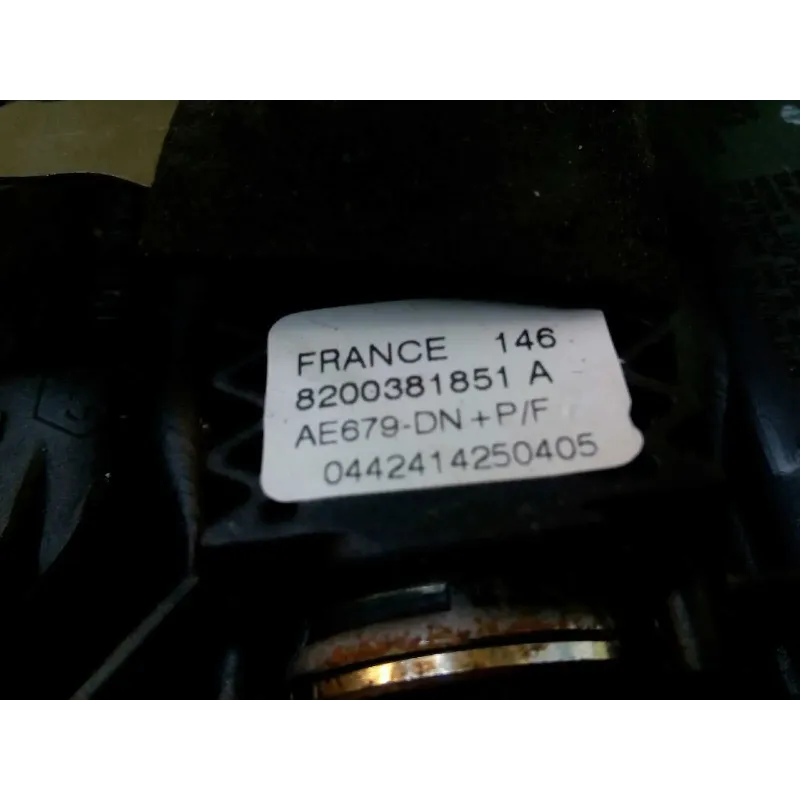 FRANCE 146
8200381851 A
AE679-DN+P/F
0442414250405